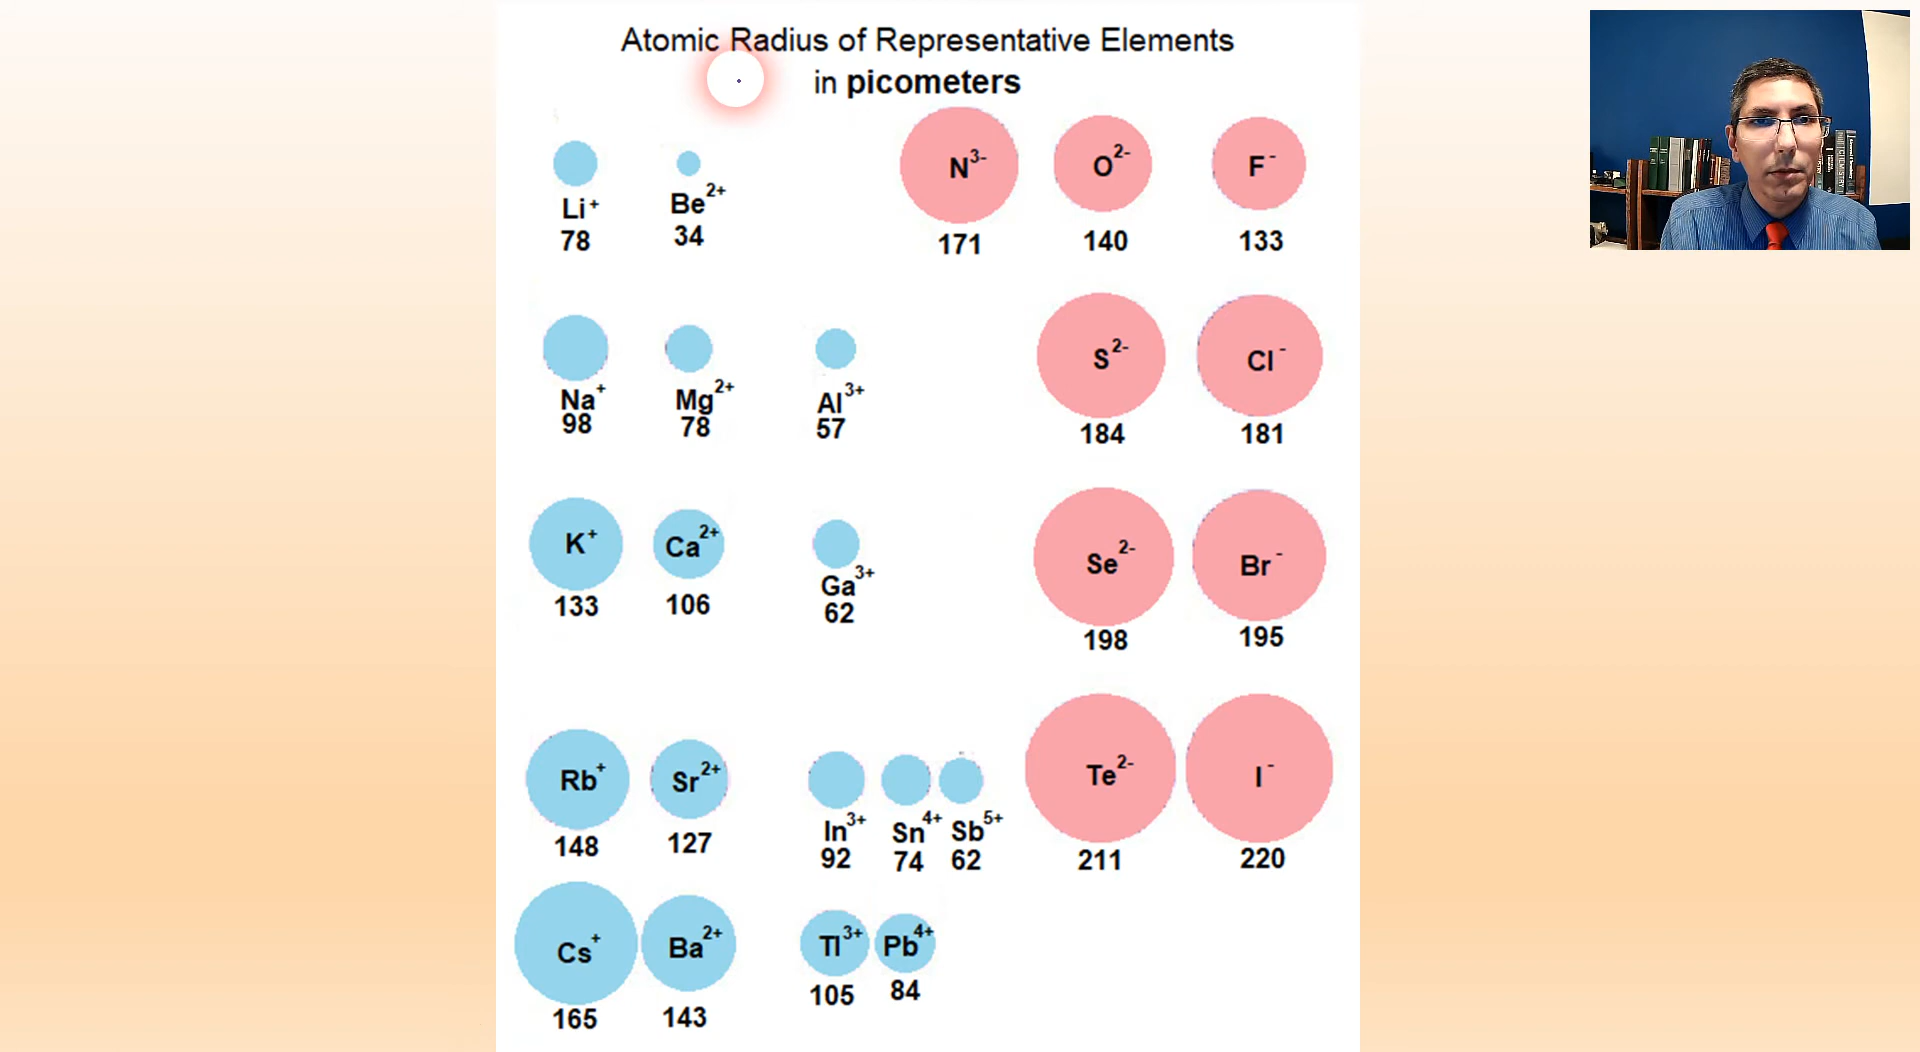 Atomic Radius of Representative Elements
in picometers
N3- O2- F-
Li+ Be2+
78 34 171 140 133
S2- Cl-
Na+ Mg2+ Al3+
98 78 57 184 181
K+ Ca2+ Se2- Br-
Ga3+
133 106 62 198 195
Rb+ Sr2+ Te2- I-
In3+ Sn4+ Sb5+
148 127 92 74 62 211 220
Cs+ Ba2+ Tl3+ Pb4+
165 143 105 84